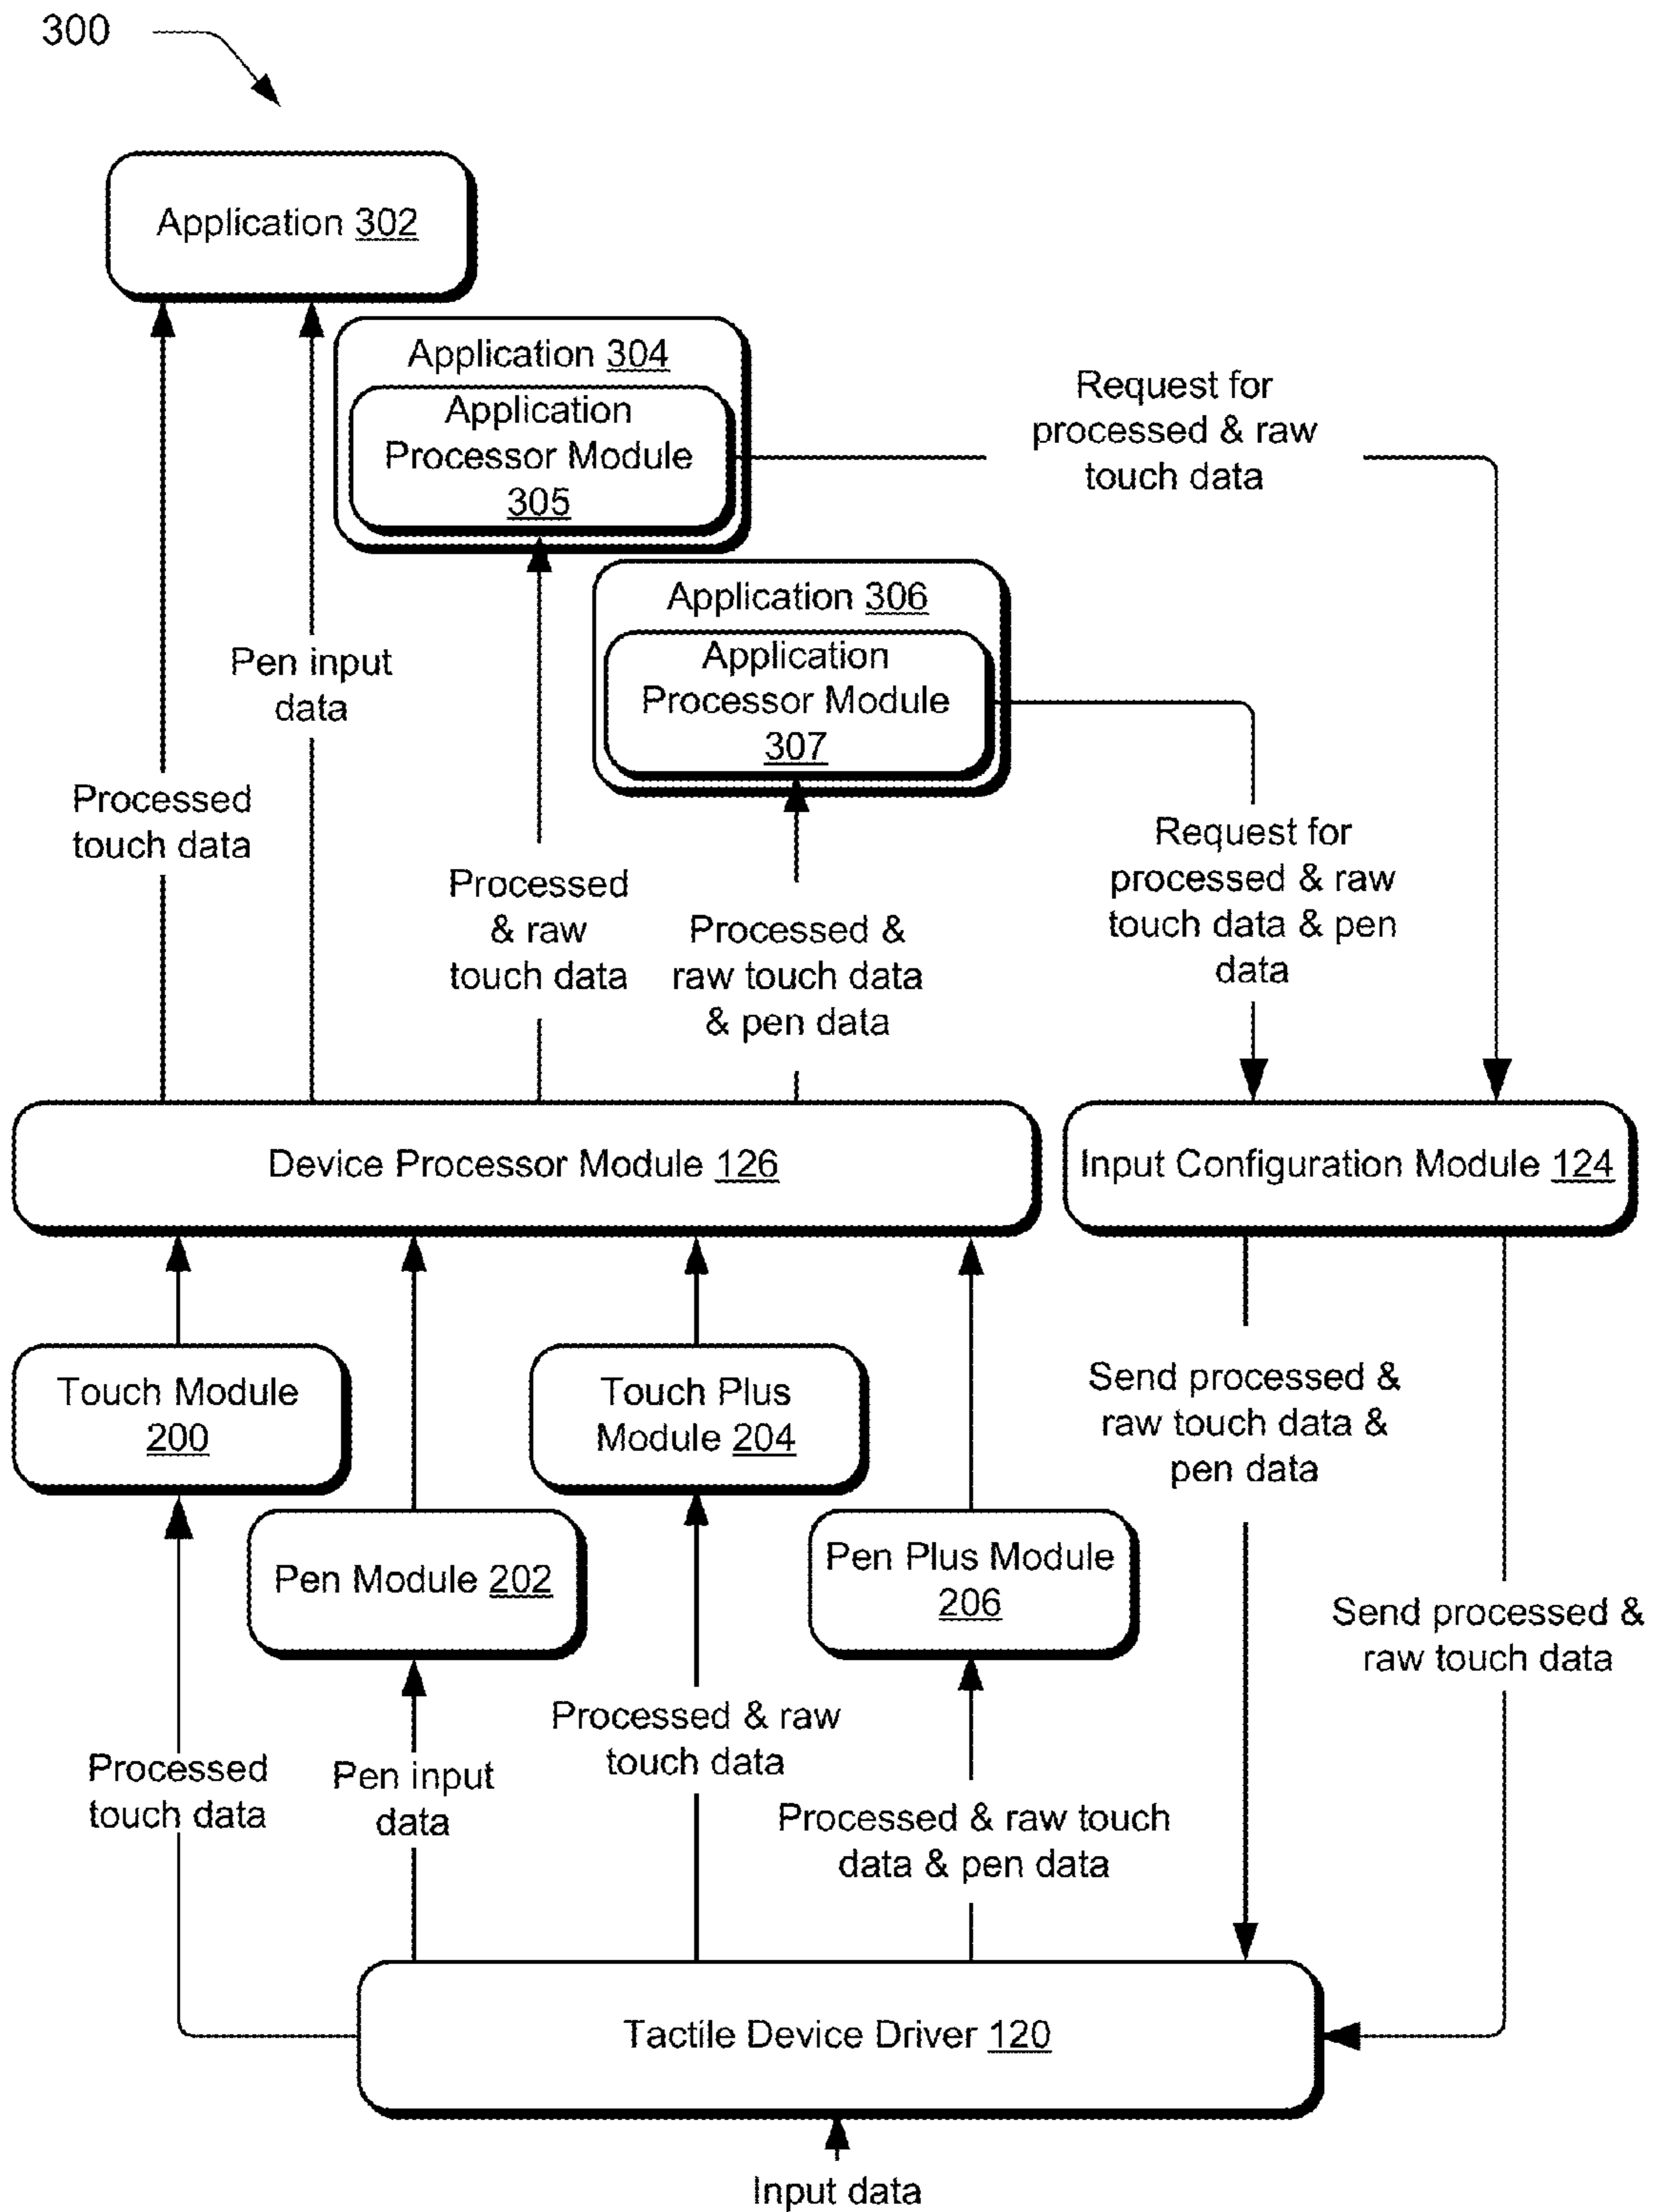 300
Application 302
Application 304
Application
Processor Module
305
Request for
processed & raw
touch data
Application 306
Application
Processor Module
307
Pen input
data
Processed
touch data
Processed
& raw
touch data
Processed &
raw touch data
& pen data
Request for
processed & raw
touch data & pen
data
Device Processor Module 126
Input Configuration Module 124
Touch Module
200
Touch Plus
Module 204
Send processed &
raw touch data &
pen data
Pen Module 202
Pen Plus Module
206
Send processed &
raw touch data
Processed & raw
touch data
Processed
touch data
Pen input
data
Processed & raw touch
data & pen data
Tactile Device Driver 120
Input data